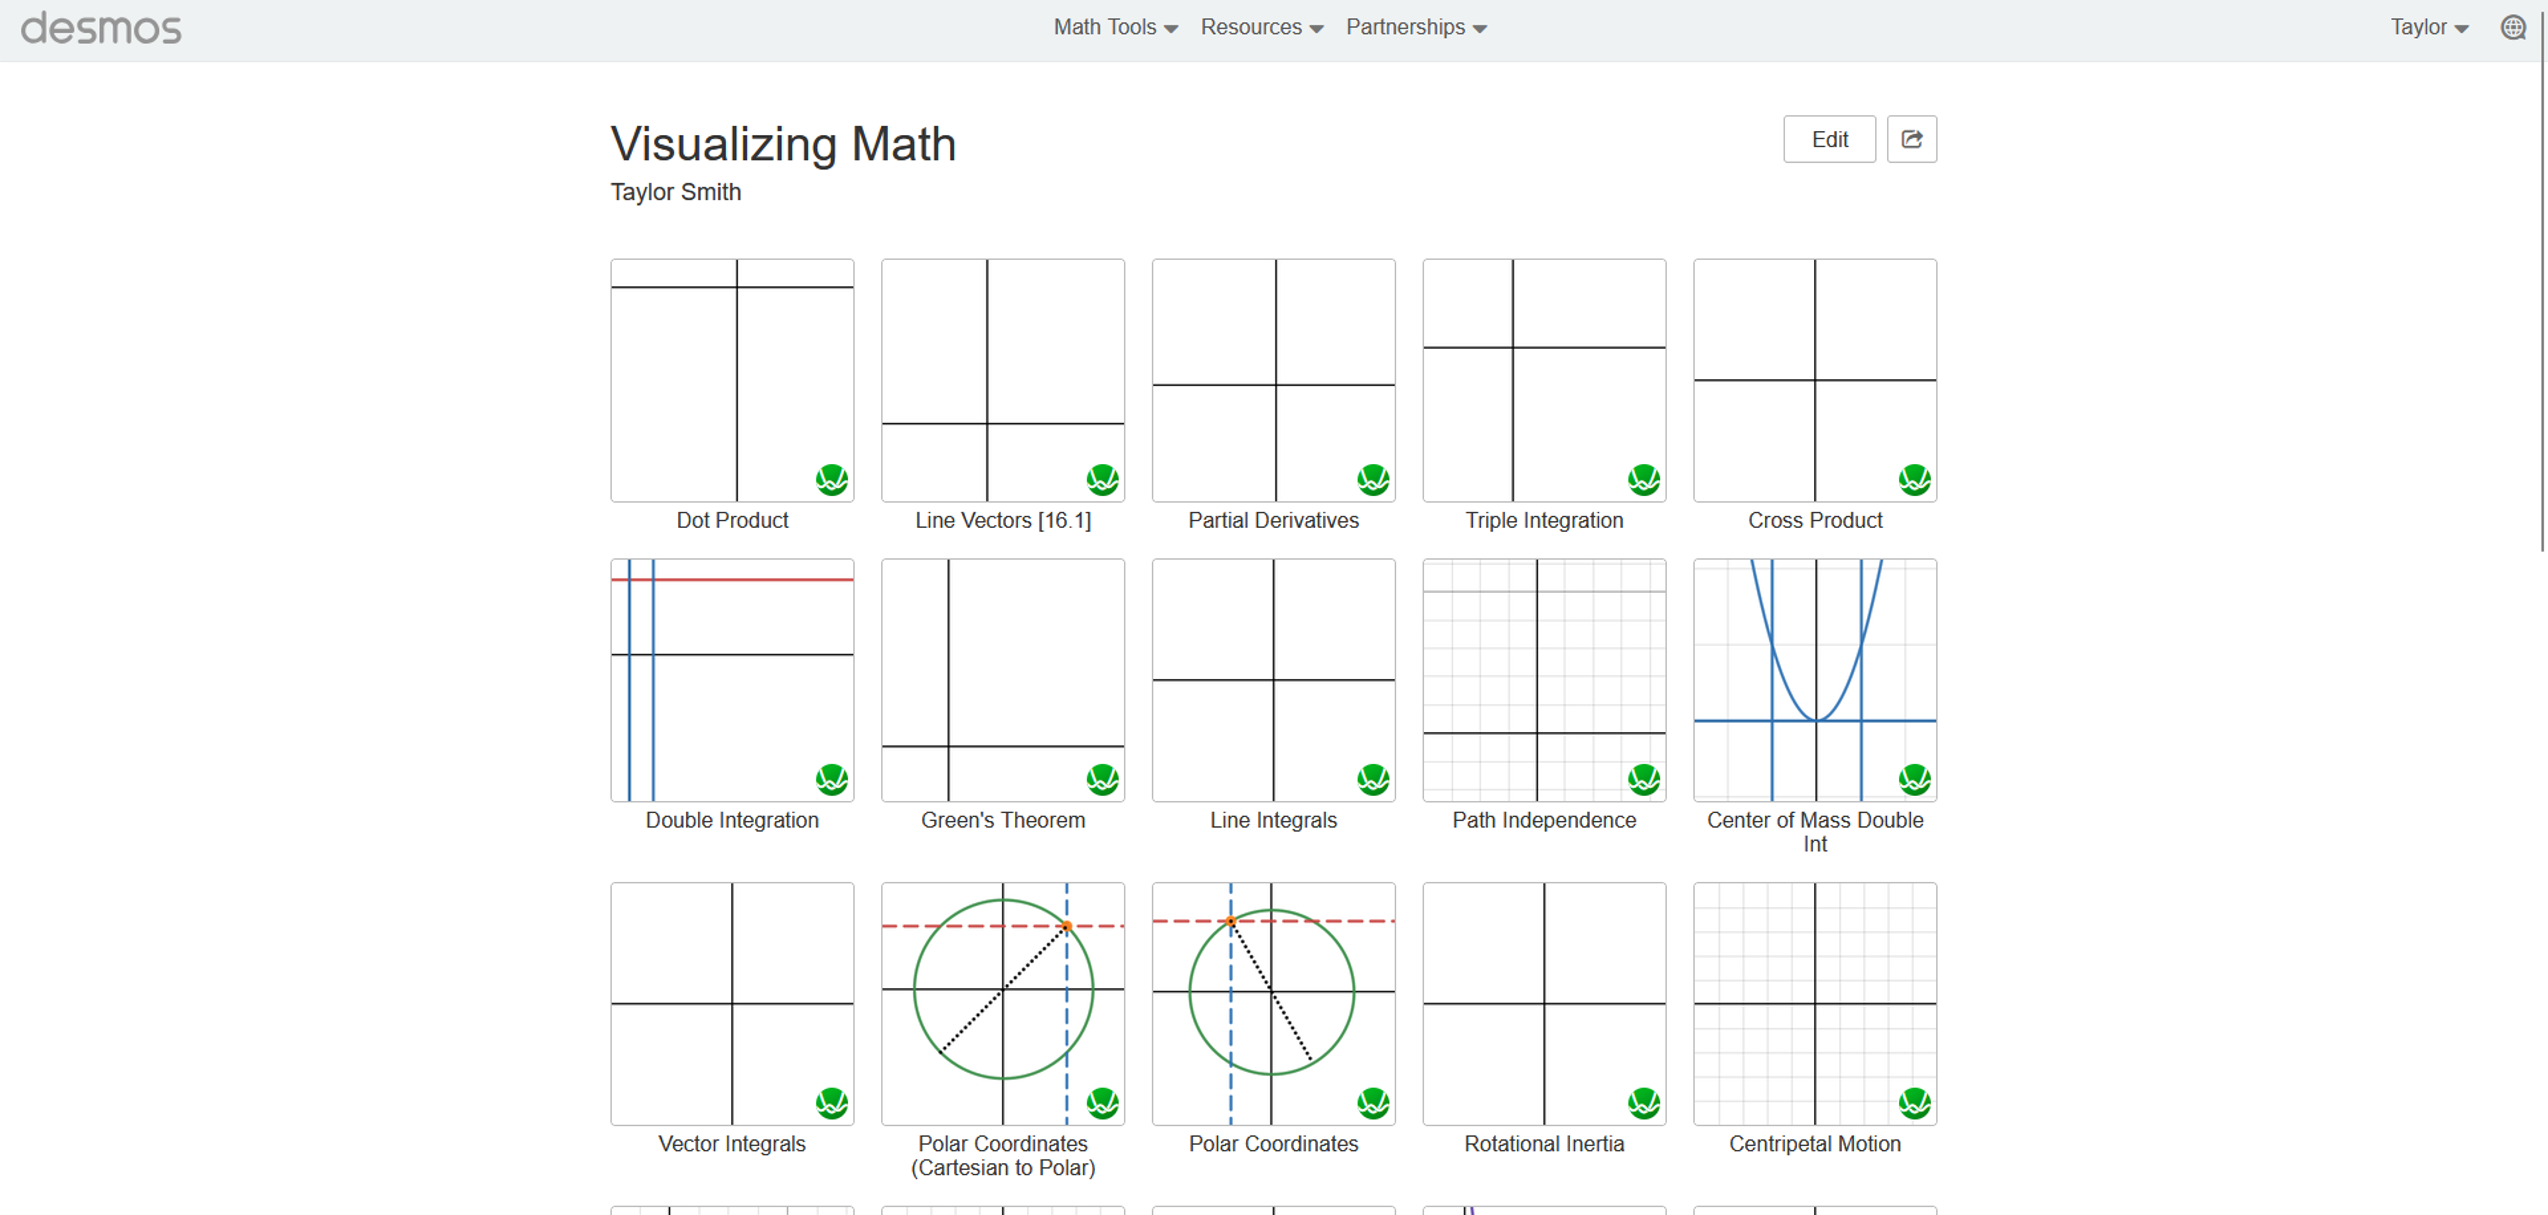 desmos
Math Tools
Resources
Partnerships
Taylor
Visualizing Math
Edit
Taylor Smith
Dot Product
Line Vectors [16.1]
Partial Derivatives
Triple Integration
Cross Product
Double Integration
Green's Theorem
Line Integrals
Path Independence
Center of Mass Double
Int
Vector Integrals
Polar Coordinates
(Cartesian to Polar)
Polar Coordinates
Rotational Inertia
Centripetal Motion